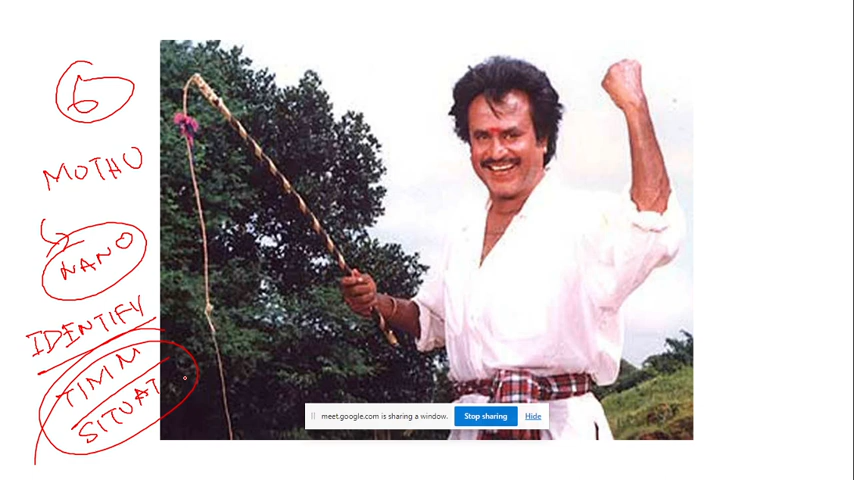 6
MOTHU
NANO
IDENTIFY
TIMM
SITUAT
meet.google.com is sharing a window. Stop sharing Hide